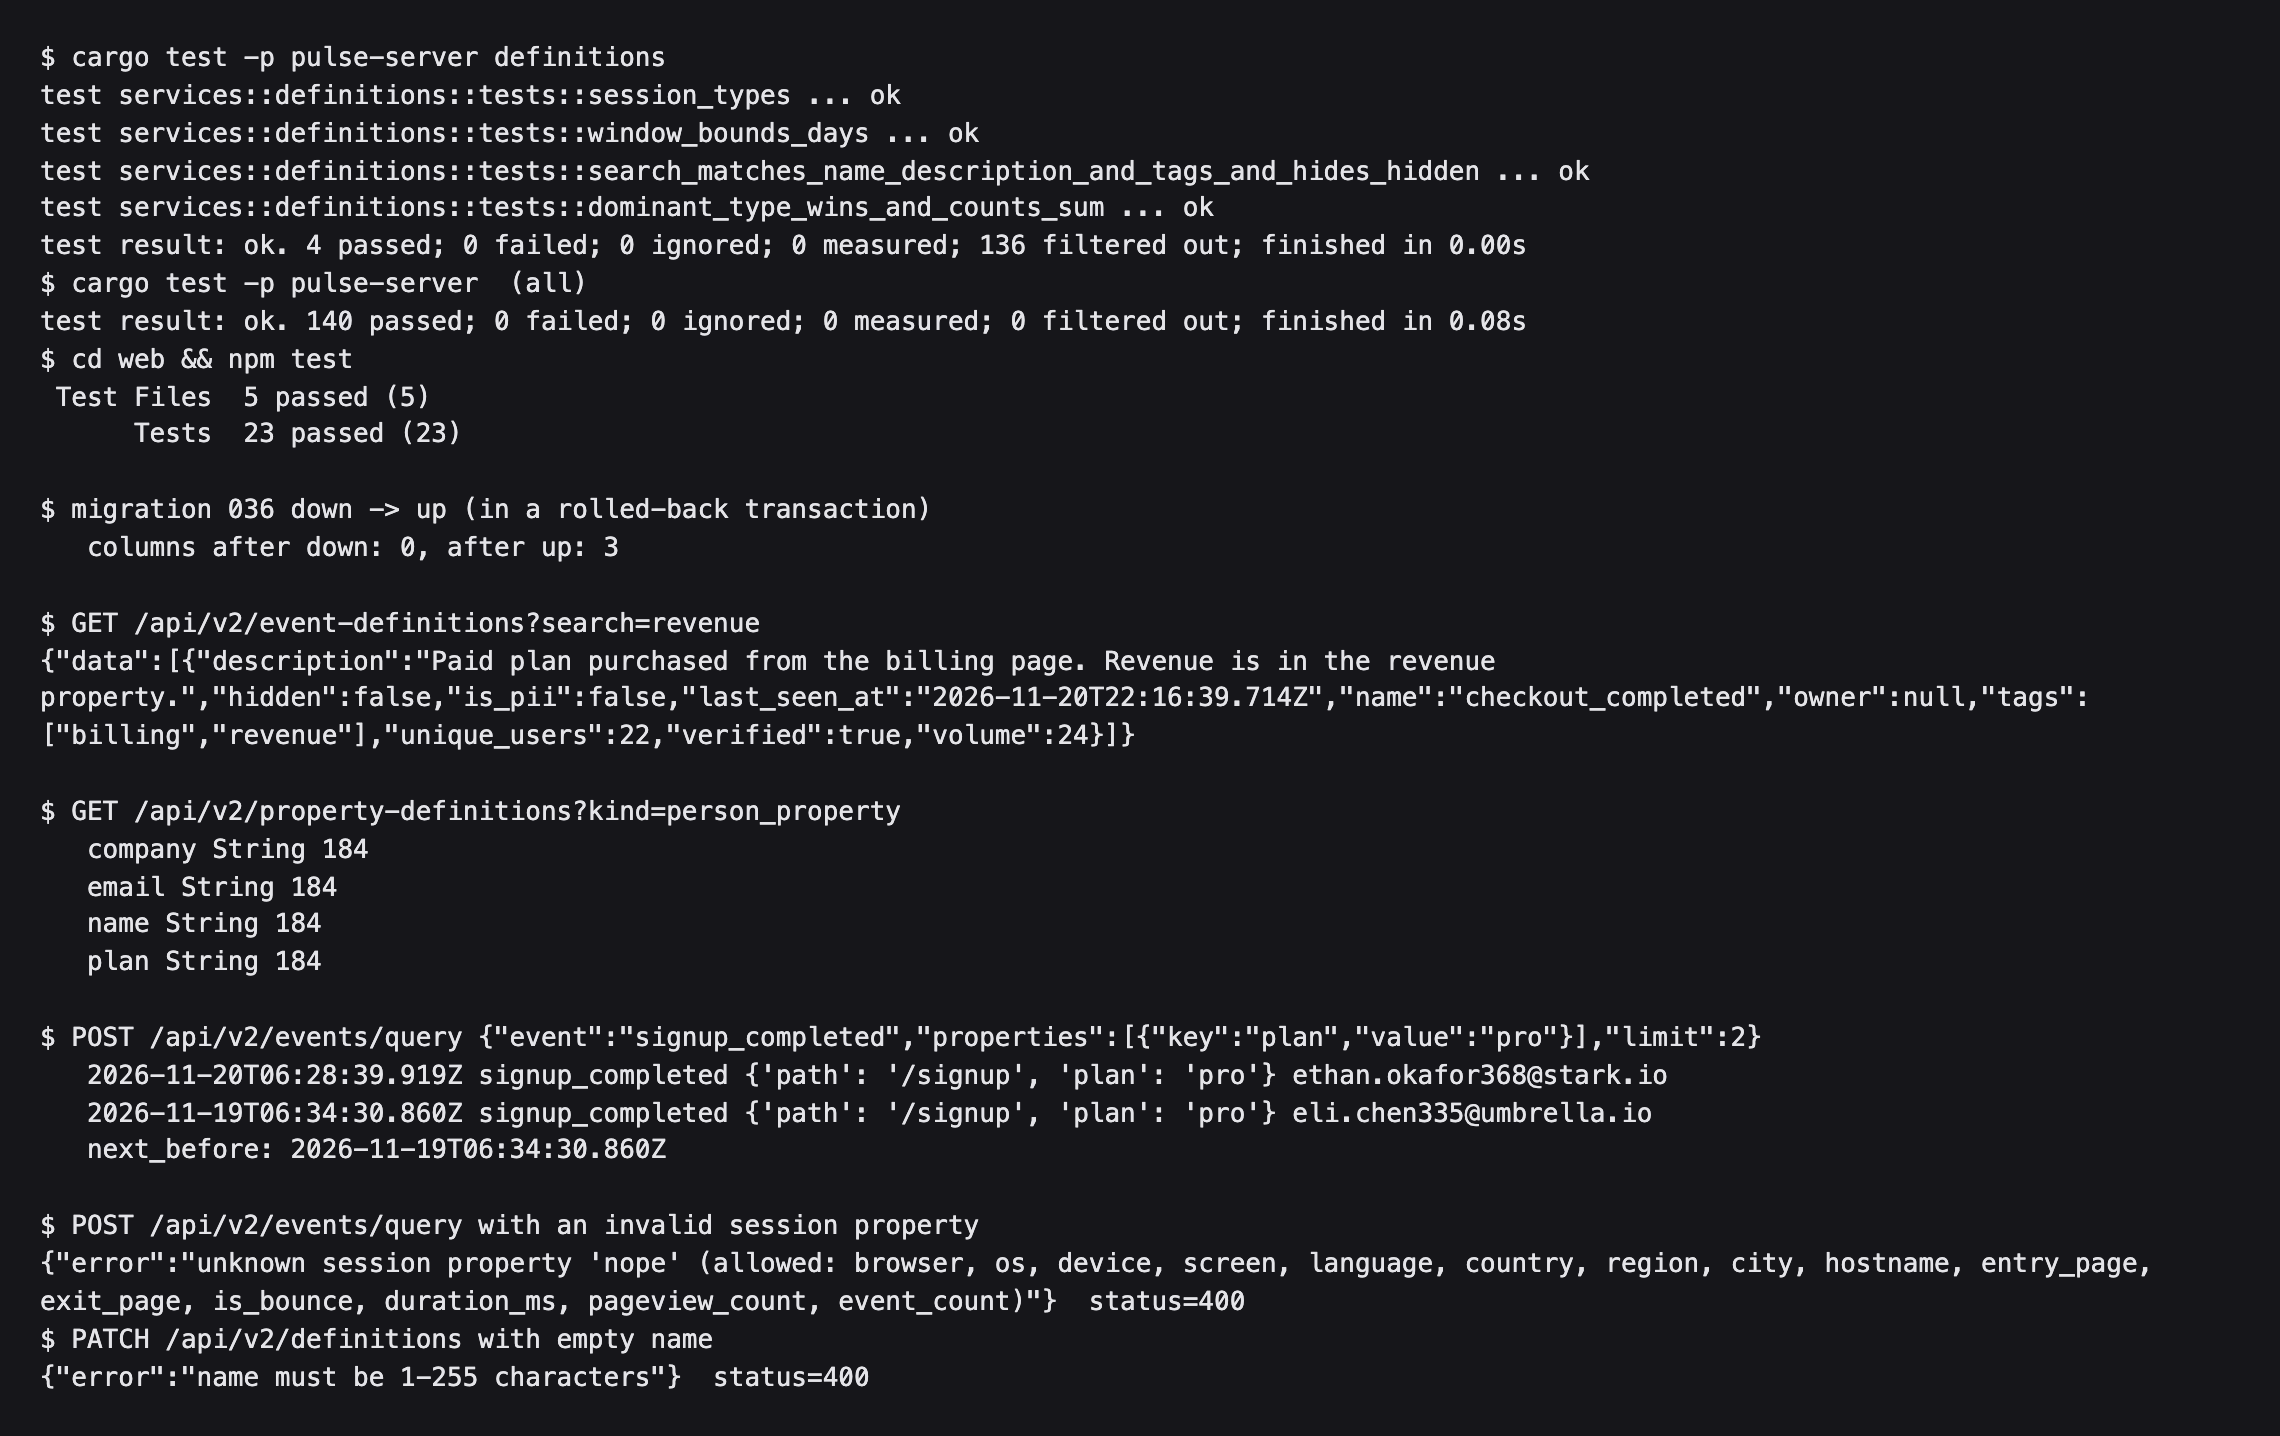 $ cargo test -p pulse-server definitions
test services::definitions::tests::session_types ... ok
test services::definitions::tests::window_bounds_days ... ok
test services::definitions::tests::search_matches_name_description_and_tags_and_hides_hidden ... ok
test services::definitions::tests::dominant_type_wins_and_counts_sum ... ok
test result: ok. 4 passed; 0 failed; 0 ignored; 0 measured; 136 filtered out; finished in 0.00s
$ cargo test -p pulse-server  (all)
test result: ok. 140 passed; 0 failed; 0 ignored; 0 measured; 0 filtered out; finished in 0.08s
$ cd web && npm test
 Test Files  5 passed (5)
      Tests  23 passed (23)

$ migration 036 down -> up (in a rolled-back transaction)
   columns after down: 0, after up: 3

$ GET /api/v2/event-definitions?search=revenue
{"data":[{"description":"Paid plan purchased from the billing page. Revenue is in the revenue
property.","hidden":false,"is_pii":false,"last_seen_at":"2026-11-20T22:16:39.714Z","name":"checkout_completed","owner":null,"tags":
["billing","revenue"],"unique_users":22,"verified":true,"volume":24}]}

$ GET /api/v2/property-definitions?kind=person_property
   company String 184
   email String 184
   name String 184
   plan String 184

$ POST /api/v2/events/query {"event":"signup_completed","properties":[{"key":"plan","value":"pro"}],"limit":2}
   2026-11-20T06:28:39.919Z signup_completed {'path': '/signup', 'plan': 'pro'} ethan.okafor368@stark.io
   2026-11-19T06:34:30.860Z signup_completed {'path': '/signup', 'plan': 'pro'} eli.chen335@umbrella.io
   next_before: 2026-11-19T06:34:30.860Z

$ POST /api/v2/events/query with an invalid session property
{"error":"unknown session property 'nope' (allowed: browser, os, device, screen, language, country, region, city, hostname, entry_page,
exit_page, is_bounce, duration_ms, pageview_count, event_count)"}  status=400
$ PATCH /api/v2/definitions with empty name
{"error":"name must be 1-255 characters"}  status=400